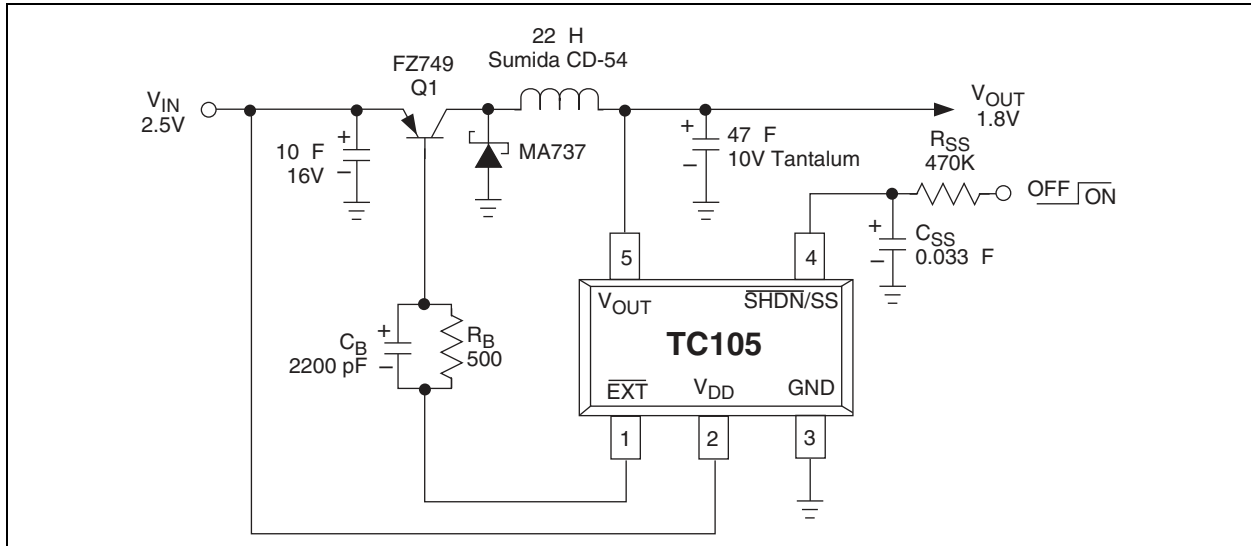 22 H
Sumida CD-54
FZ749
Q1
VIN
2.5V
VOUT
1.8V
+
10 F
16V
–
MA737
+
47 F
– 10V Tantalum
RSS
470K
OFF ON
+
CSS
– 0.033 F
5
4
VOUT
SHDN/SS
TC105
EXT
VDD
GND
+
CB
2200 pF –
RB
500
1
2
3